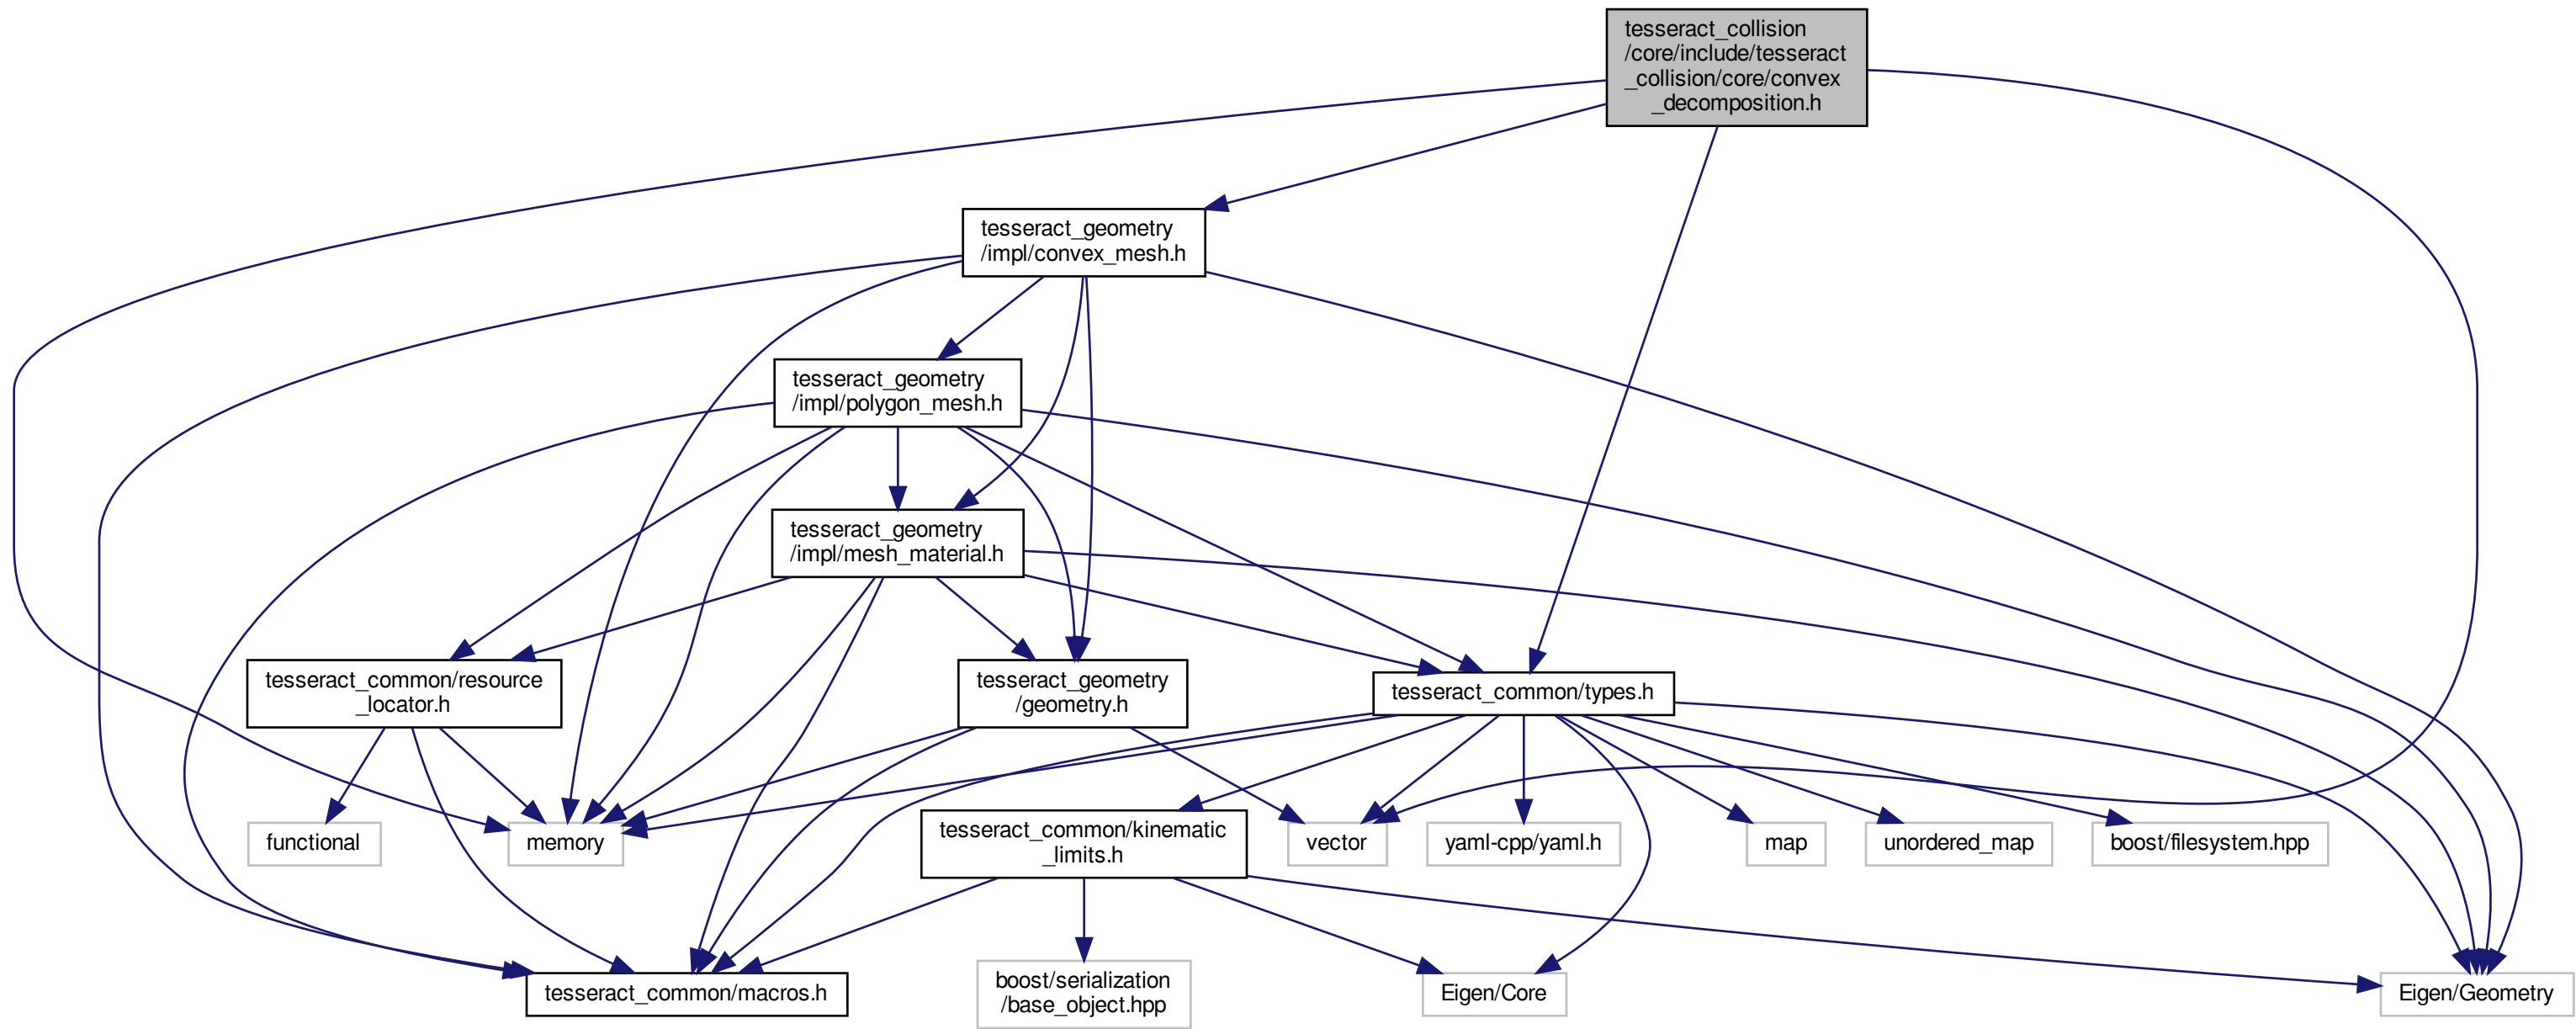 tesseract_collision
/core/include/tesseract
_collision/core/convex
_decomposition.h
tesseract_geometry
/impl/convex_mesh.h
tesseract_geometry
/impl/polygon_mesh.h
tesseract_geometry
/impl/mesh_material.h
tesseract_common/resource
_locator.h
tesseract_geometry
/geometry.h
tesseract_common/types.h
functional
memory
tesseract_common/kinematic
_limits.h
vector
yaml-cpp/yaml.h
map
unordered_map
boost/filesystem.hpp
tesseract_common/macros.h
boost/serialization
/base_object.hpp
Eigen/Core
Eigen/Geometry